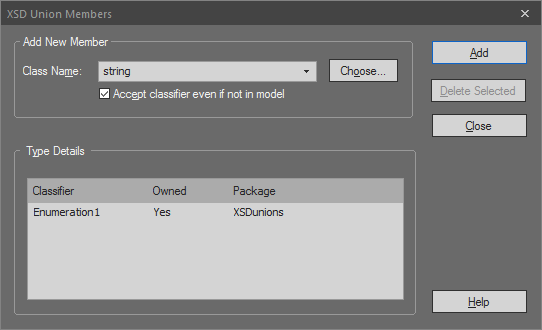 XSD Union Members
Add New Member
Class Name: string Choose...
Accept classifier even if not in model
Add
Delete Selected
Close
Type Details
Classifier Owned Package
Enumeration1 Yes XSDunions
Help